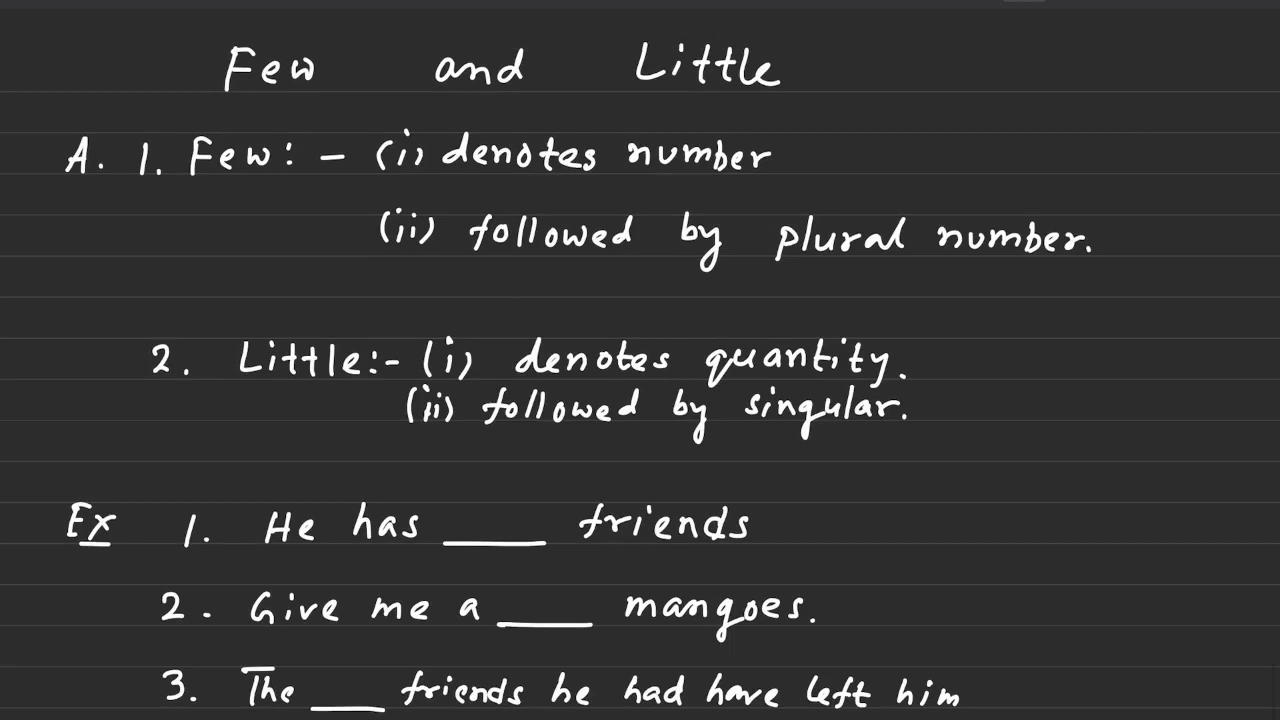 Few and Little
A. 1. Few:- (i) denotes number
(ii) followed by plural number.
2. Little:- (i) denotes quantity.
(ii) followed by singular.
Ex 1. He has ____ friends
2. Give me a ____ mangoes.
3. The ____ friends he had have left him